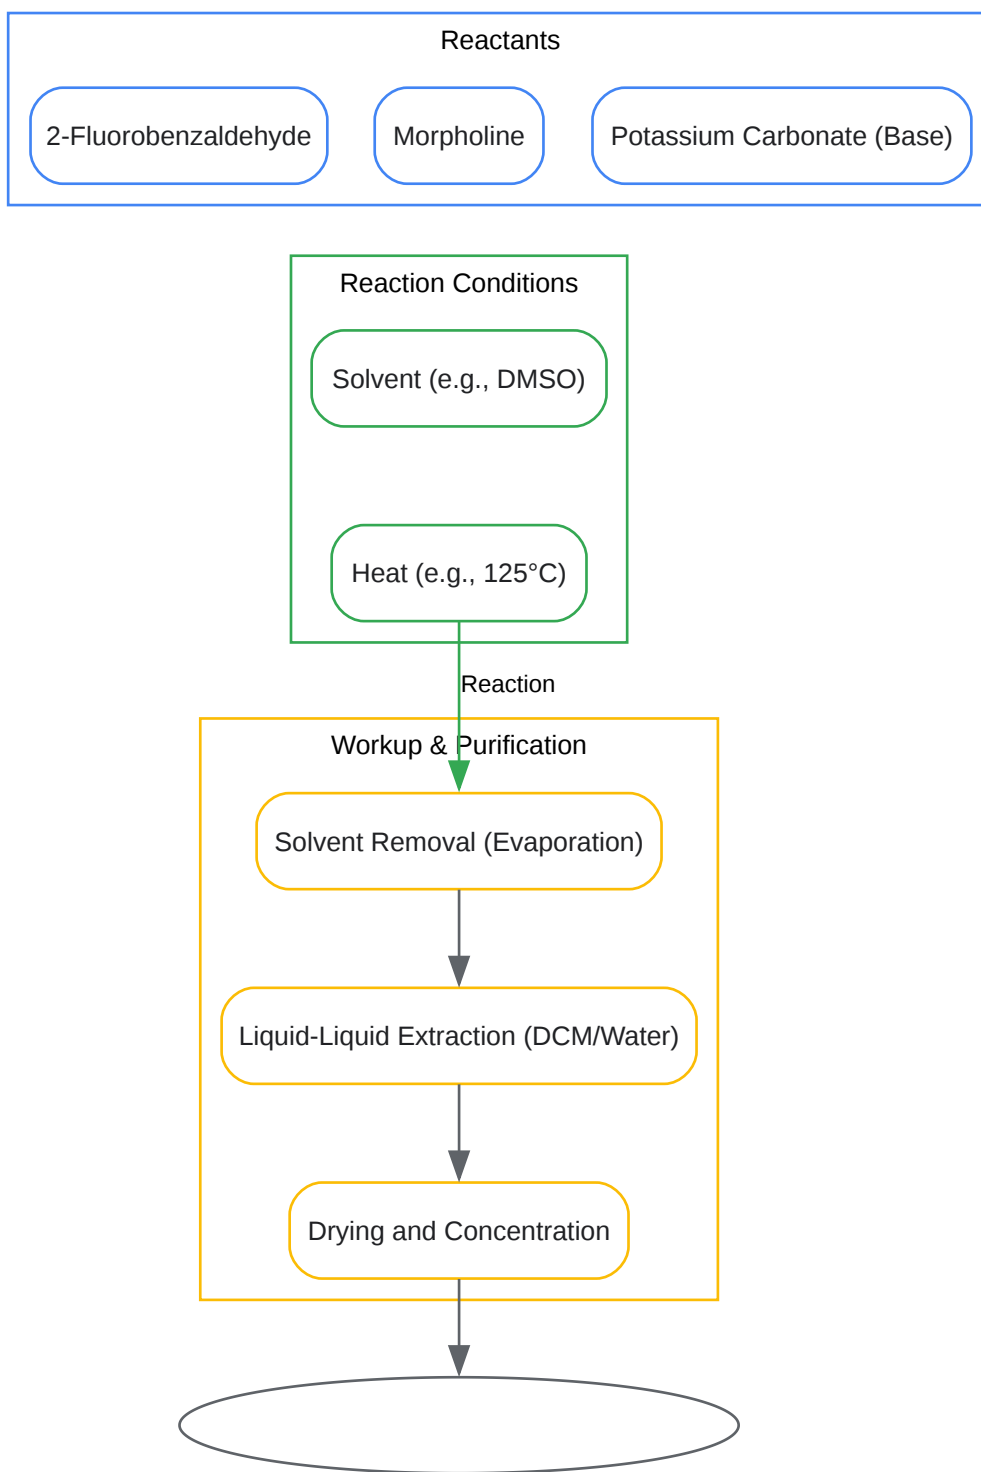 Reactants
2-Fluorobenzaldehyde
Morpholine
Potassium Carbonate (Base)
Reaction Conditions
Solvent (e.g., DMSO)
Heat (e.g., 125°C)
Reaction
Workup & Purification
Solvent Removal (Evaporation)
Liquid-Liquid Extraction (DCM/Water)
Drying and Concentration